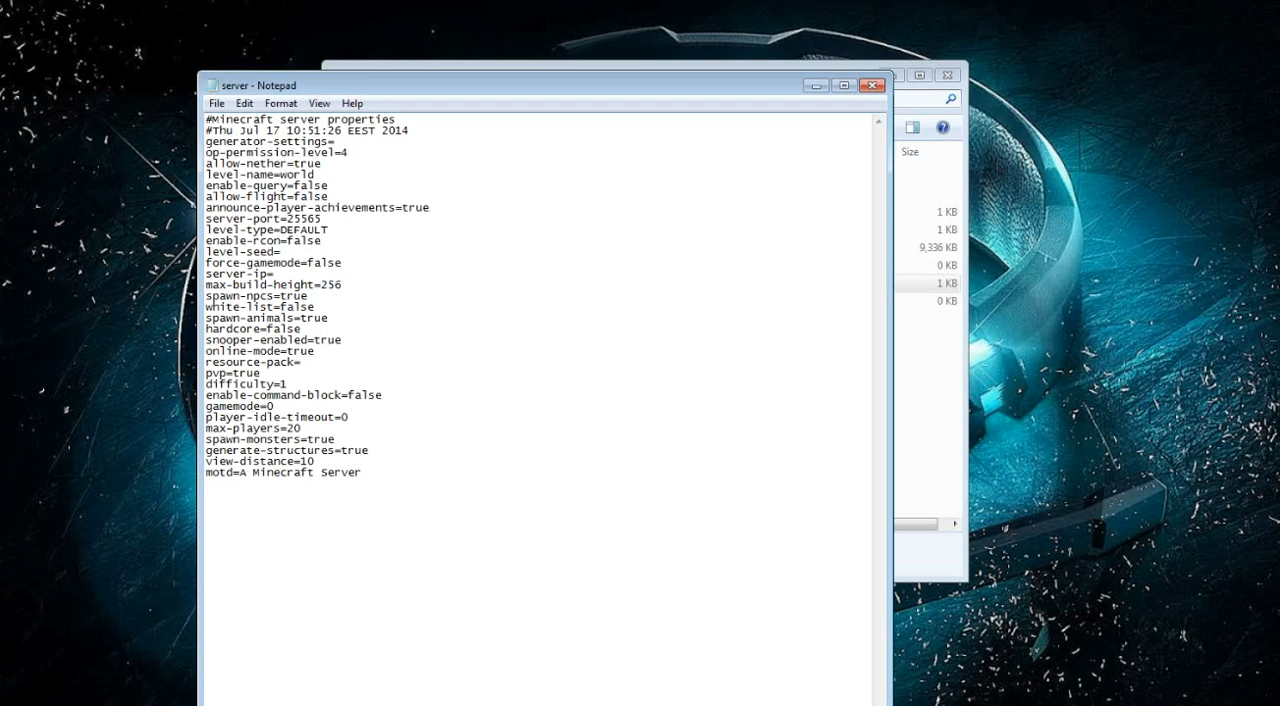 server - Notepad
File Edit Format View Help
#Minecraft server properties
#Thu Jul 17 10:51:26 EEST 2014
generator-settings=
op-permission-level=4
allow-nether=true
level-name=world
enable-query=false
allow-flight=false
announce-player-achievements=true
server-port=25565
level-type=DEFAULT
enable-rcon=false
level-seed=
force-gamemode=false
server-ip=
max-build-height=256
spawn-npcs=true
white-list=false
spawn-animals=true
hardcore=false
snooper-enabled=true
online-mode=true
resource-pack=
pvp=true
difficulty=1
enable-command-block=false
gamemode=0
player-idle-timeout=0
max-players=20
spawn-monsters=true
generate-structures=true
view-distance=10
motd=A Minecraft Server
Size
1 KB
1 KB
9,336 KB
0 KB
1 KB
0 KB